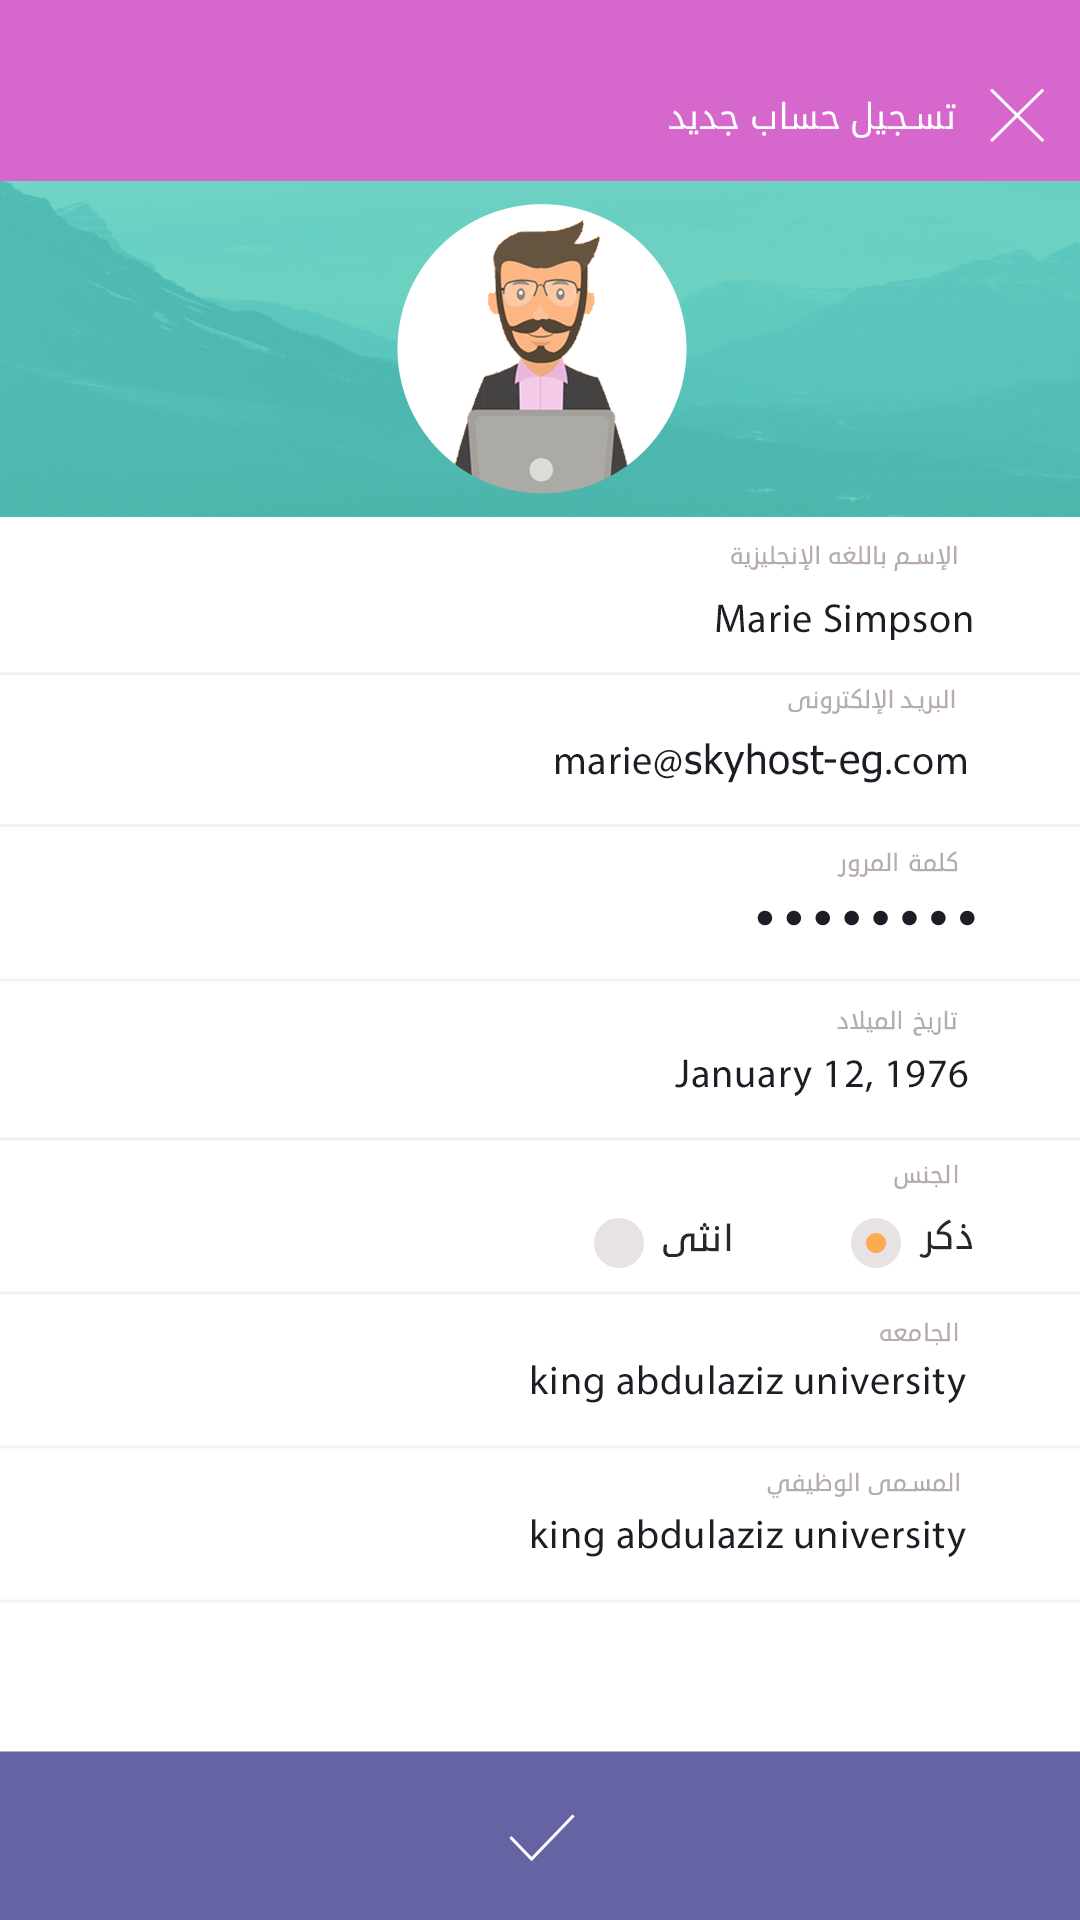 تسجيل حساب جديد
الإسم باللغه الإنجليزية
Marie Simpson
البريد الإلكترونى
marie@skyhost-eg.com
كلمة المرور
••••••••
تاريخ الميلاد
January 12, 1976
الجنس
ذكر انثى
الجامعه
king abdulaziz university
المسمى الوظيفي
king abdulaziz university